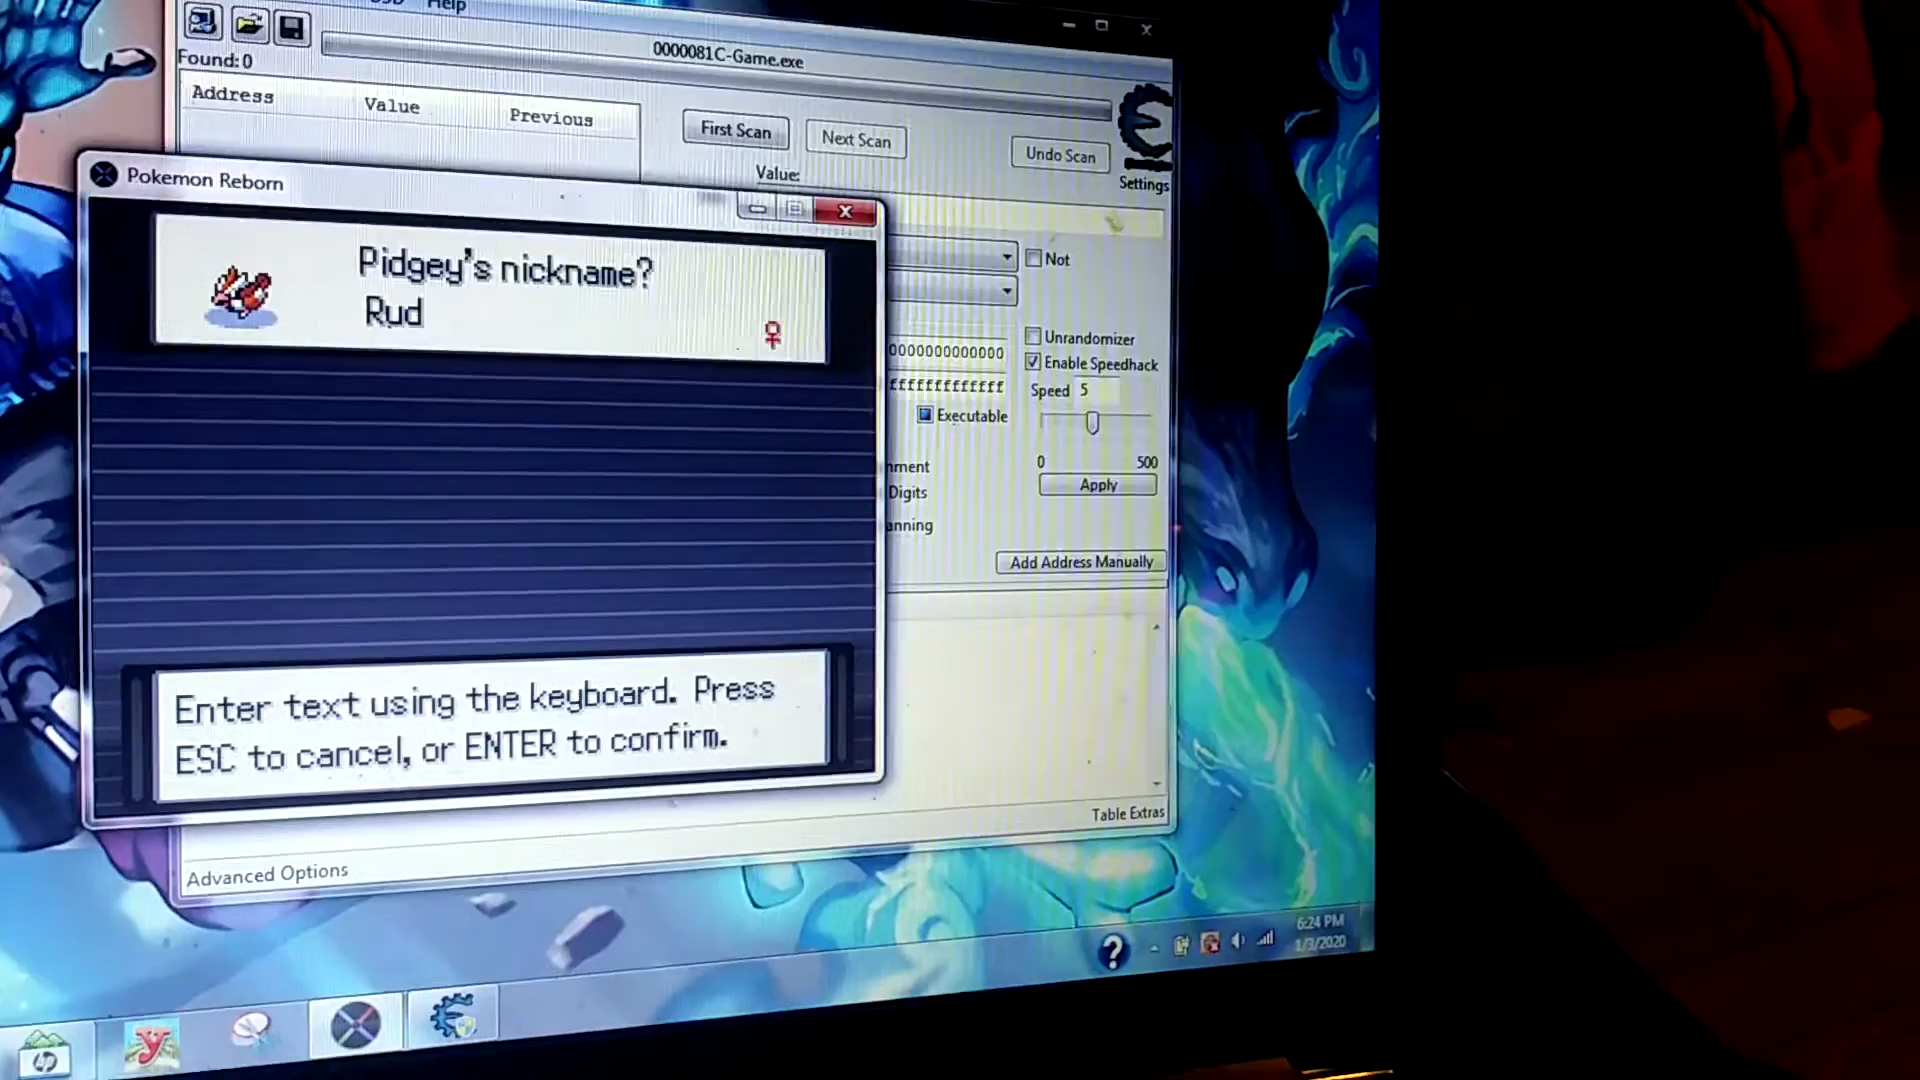 Help
0000081C-Game.exe
Found:0
Address Value Previous
First Scan
Next Scan
Undo Scan
Settings
Value:
Pokemon Reborn
Pidgey's nickname?
Rud
Not
Unrandomizer
0000000000000
Enable Speedhack
fffffffffffff
Speed 5
Executable
0 500
Apply
Digits
Add Address Manually
Enter text using the keyboard. Press
ESC to cancel, or ENTER to confirm.
Table Extras
Advanced Options
6:24 PM
1/3/2020
hp